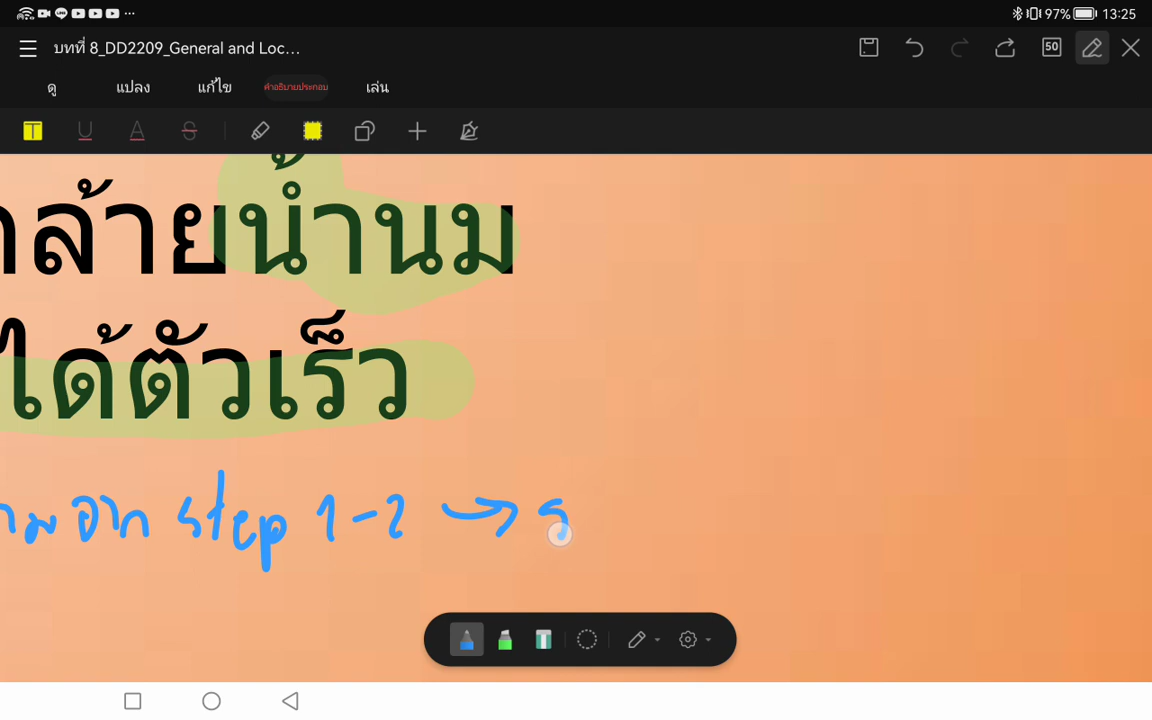 97% 13:25
บทที่ 8_DD2209_General and Loc...
50
ดู แปลง แก้ไข คำอธิบายประกอบ เล่น
T U A S
คล้ายน้ำนม
ได้ตัวเร็ว
step 1-2 →